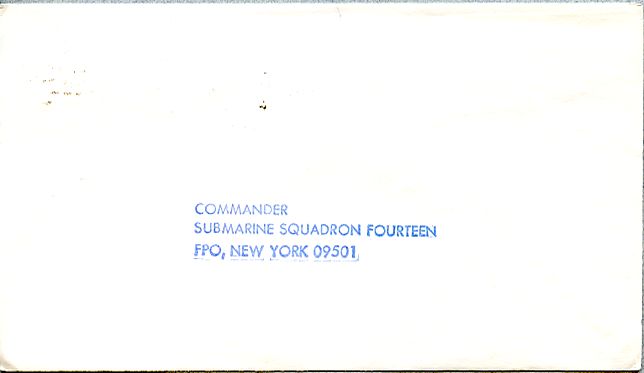 COMMANDER
SUBMARINE SQUADRON FOURTEEN
FPO, NEW YORK 09501